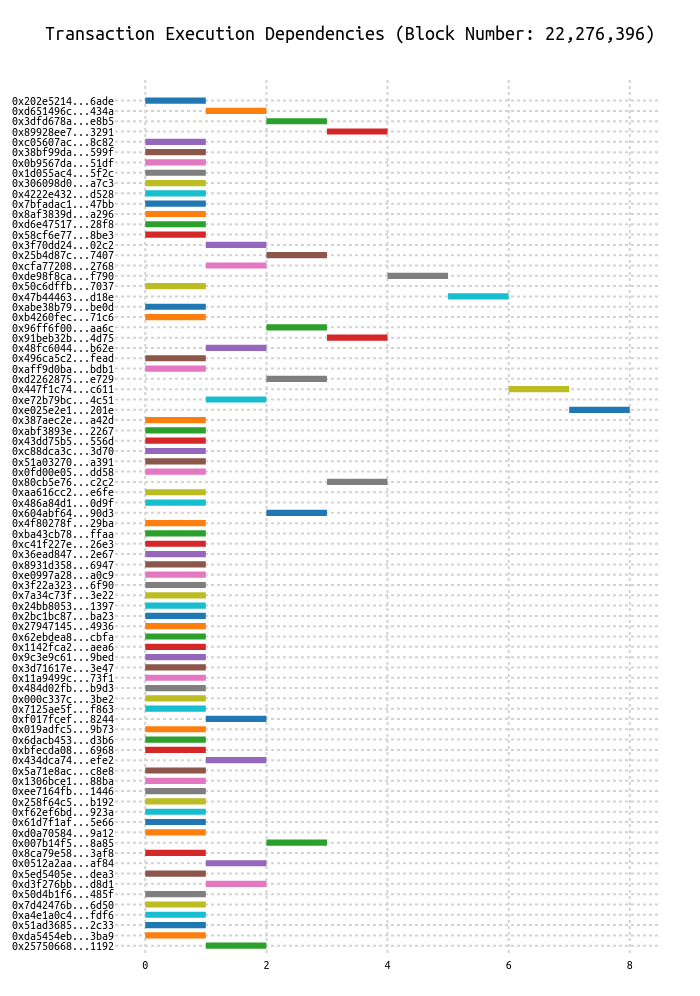 Transaction Execution Dependencies (Block Number: 22,276,396)
0x202e5214...6ade
0xd651496c...434a
0x3dfd678a...e8b5
0x89928ee7...3291
0xc05607ac...8c82
0x38bf99da...599f
0x0b9567da...51df
0x1d055ac4...5f2c
0x306098d0...a7c3
0x4222e432...d528
0x7bfadac1...47bb
0x8af3839d...a296
0xd6e47517...28f8
0x58cf6e77...8be3
0x3f70dd24...02c2
0x25b4d87c...7407
0xcfa77208...2768
0xde98f8ca...f790
0x50c6dffb...7037
0x47b44463...d18e
0xabe38b79...be0d
0xb4260fec...71c6
0x96ff6f00...aa6c
0x91beb32b...4d75
0x48fc6044...b62e
0x496ca5c2...fead
0xaff9d0ba...bdb1
0xd2262875...e729
0x447f1c74...c611
0xe72b79bc...4c51
0xe025e2e1...201e
0x387aec2e...a42d
0xabf3893e...2267
0x43dd75b5...556d
0xc88dca3c...3d70
0x51a03270...a391
0x0fd00e05...dd58
0x80cb5e76...c2c2
0xaa616cc2...e6fe
0x486a84d1...0d9f
0x604abf64...90d3
0x4f80278f...29ba
0xba43cb78...ffaa
0xc41f227e...26e3
0x36ead847...2e67
0x8931d358...6947
0xe0997a28...a0c9
0x3f22a323...6f90
0x7a34c73f...3e22
0x24bb8053...1397
0x2bc1bc87...ba23
0x27947145...4936
0x62ebdea8...cbfa
0x1142fca2...aea6
0x9c3e9c61...9bed
0x3d71617e...3e47
0x11a9499c...73f1
0x484d02fb...b9d3
0x000c337c...3be2
0x7125ae5f...f863
0xf017fcef...8244
0x019adfc5...9b73
0x6dacb453...d3b6
0xbfecda08...6968
0x434dca74...efe2
0x5a71e8ac...c8e8
0x1306bce1...88ba
0xee7164fb...1446
0x258f64c5...b192
0xf62ef6bd...923a
0x61d7f1af...5e66
0xd0a70584...9a12
0x007b14f5...8a85
0x8ca79e58...3af8
0x0512a2aa...af84
0x5ed5405e...dea3
0xd3f276bb...d8d1
0x50d4b1f6...485f
0x7d42476b...6d50
0xa4e1a0c4...fdf6
0x51ad3685...2c33
0xda5454eb...3ba9
0x25750668...1192
0 2 4 6 8